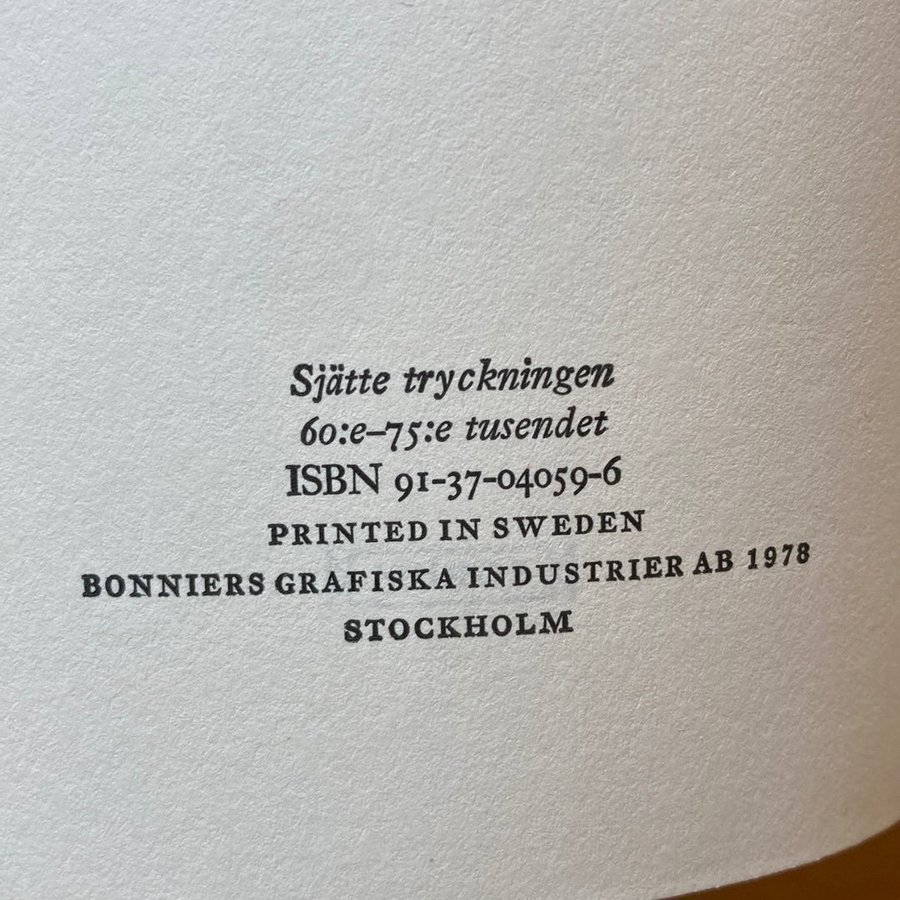 Sjätte tryckningen
60:e–75:e tusendet
ISBN 91-37-04059-6
PRINTED IN SWEDEN
BONNIERS GRAFISKA INDUSTRIER AB 1978
STOCKHOLM